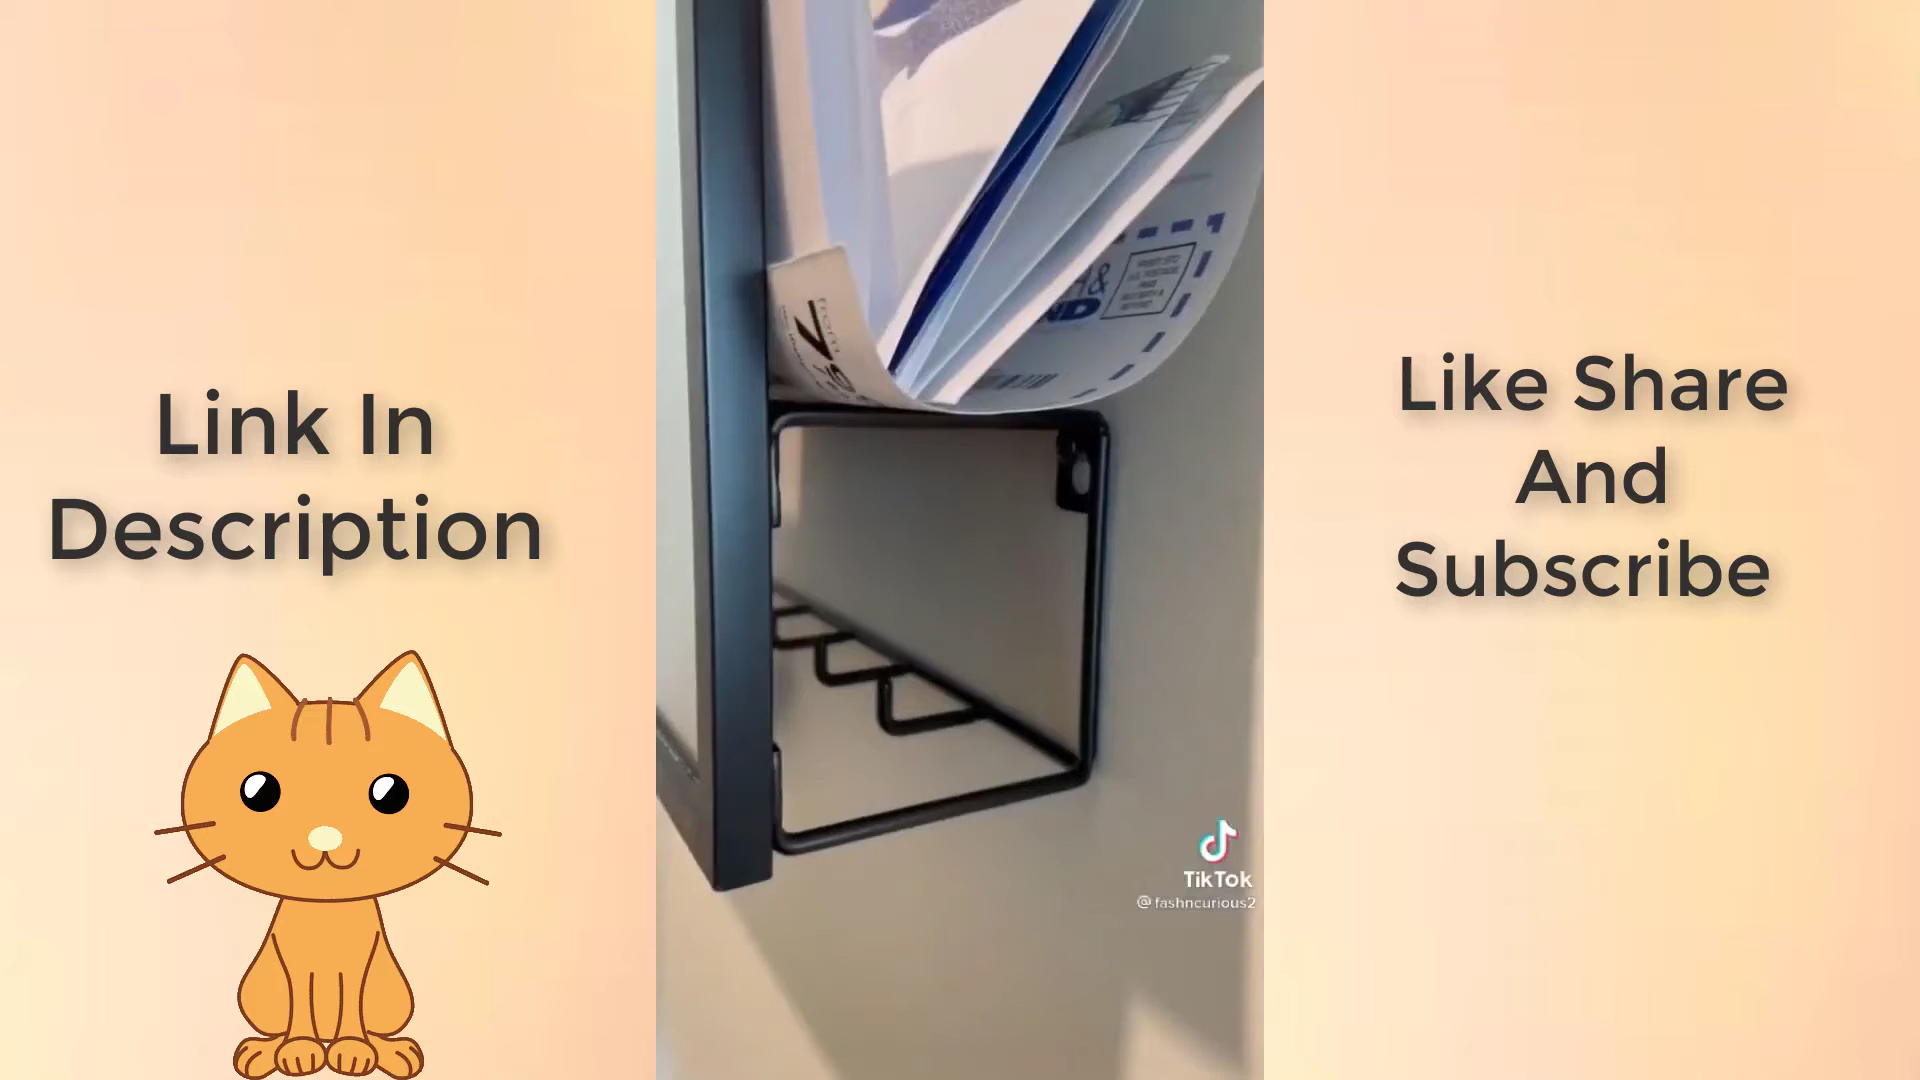 Link In
Description
Like Share
And
Subscribe
&
TikTok
@fashncurious2